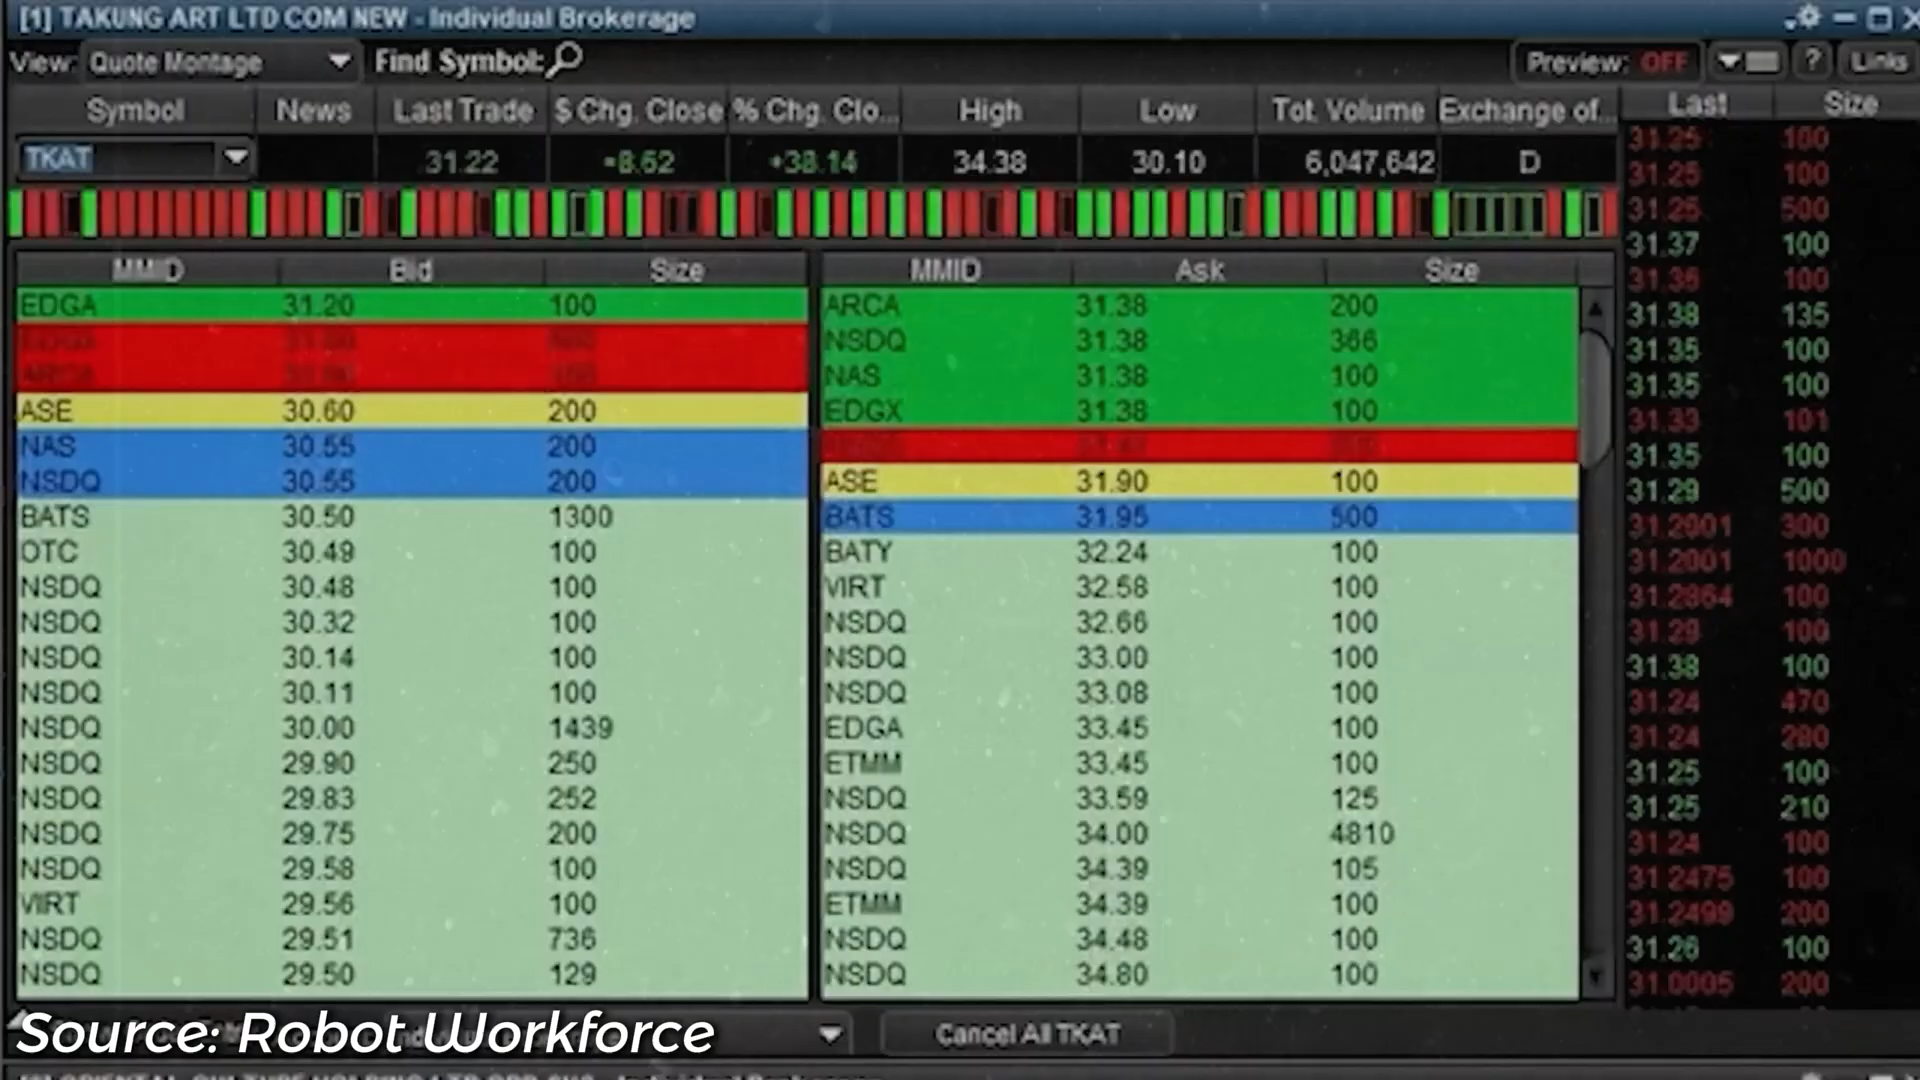 [1] TAKUNG ART LTD COM NEW - Individual Brokerage
View: Quote Montage Find Symbol: Preview: OFF ? Links
Symbol News Last Trade $ Chg. Close % Chg. Clo... High Low Tot. Volume Exchange of... Last Size
TKAT 31.22 +8.62 +38.14 34.38 30.10 6,047,642 D
31.25 100
31.25 100
31.25 500
31.37 100
MMID Bid Size MMID Ask Size 31.35 100
EDGA 31.20 100 ARCA 31.38 200 31.38 135
NSDQ 31.38 366 31.35 100
NAS 31.38 100 31.35 100
ASE 30.60 200 EDGX 31.38 100 31.33 101
NAS 30.55 200 31.35 100
NSDQ 30.55 200 ASE 31.90 100 31.29 500
BATS 30.50 1300 BATS 31.95 500 31.2901 300
OTC 30.49 100 BATY 32.24 100 31.2001 1000
NSDQ 30.48 100 VIRT 32.58 100 31.2864 100
NSDQ 30.32 100 NSDQ 32.66 100 31.29 100
NSDQ 30.14 100 NSDQ 33.00 100 31.38 100
NSDQ 30.11 100 NSDQ 33.08 100 31.24 470
NSDQ 30.00 1439 EDGA 33.45 100 31.24 280
NSDQ 29.90 250 ETMM 33.45 100 31.25 100
NSDQ 29.83 252 NSDQ 33.59 125 31.25 210
NSDQ 29.75 200 NSDQ 34.00 4810 31.24 100
NSDQ 29.58 100 NSDQ 34.39 105 31.2475 100
VIRT 29.56 100 ETMM 34.39 100 31.2499 200
NSDQ 29.51 736 NSDQ 34.48 100 31.26 100
NSDQ 29.50 129 NSDQ 34.80 100 31.0005 200
Source: Robot Workforce Cancel All TKAT